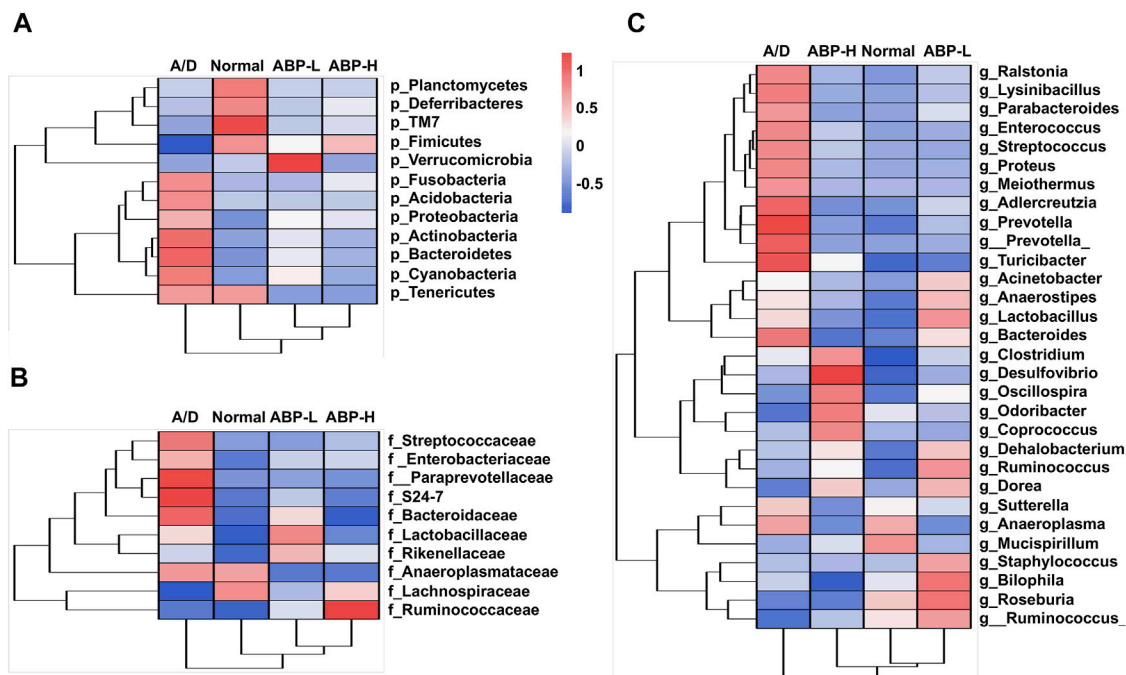 A
A/D Normal ABP-L ABP-H
p_Planctomycetes
p_Deferribacteres
p_TM7
p_Fimicutes
p_Verrucomicrobia
p_Fusobacteria
p_Acidobacteria
p_Proteobacteria
p_Actinobacteria
p_Bacteroidetes
p_Cyanobacteria
p_Tenericutes
1
0.5
0
-0.5
B
A/D Normal ABP-L ABP-H
f_Streptococcaceae
f_Enterobacteriaceae
f__Paraprevotellaceae
f_S24-7
f_Bacteroidaceae
f_Lactobacillaceae
f_Rikenellaceae
f_Anaeroplasmataceae
f_Lachnospiraceae
f_Ruminococcaceae
C
A/D ABP-H Normal ABP-L
g_Ralstonia
g_Lysinibacillus
g_Parabacteroides
g_Enterococcus
g_Streptococcus
g_Proteus
g_Meiothermus
g_Adlercreutzia
g_Prevotella
g__Prevotella_
g_Turicibacter
g_Acinetobacter
g_Anaerostipes
g_Lactobacillus
g_Bacteroides
g_Clostridium
g_Desulfovibrio
g_Oscillospira
g_Odoribacter
g_Coprococcus
g_Dehalobacterium
g_Ruminococcus
g_Dorea
g_Sutterella
g_Anaeroplasma
g_Mucispirillum
g_Staphylococcus
g_Bilophila
g_Roseburia
g__Ruminococcus_